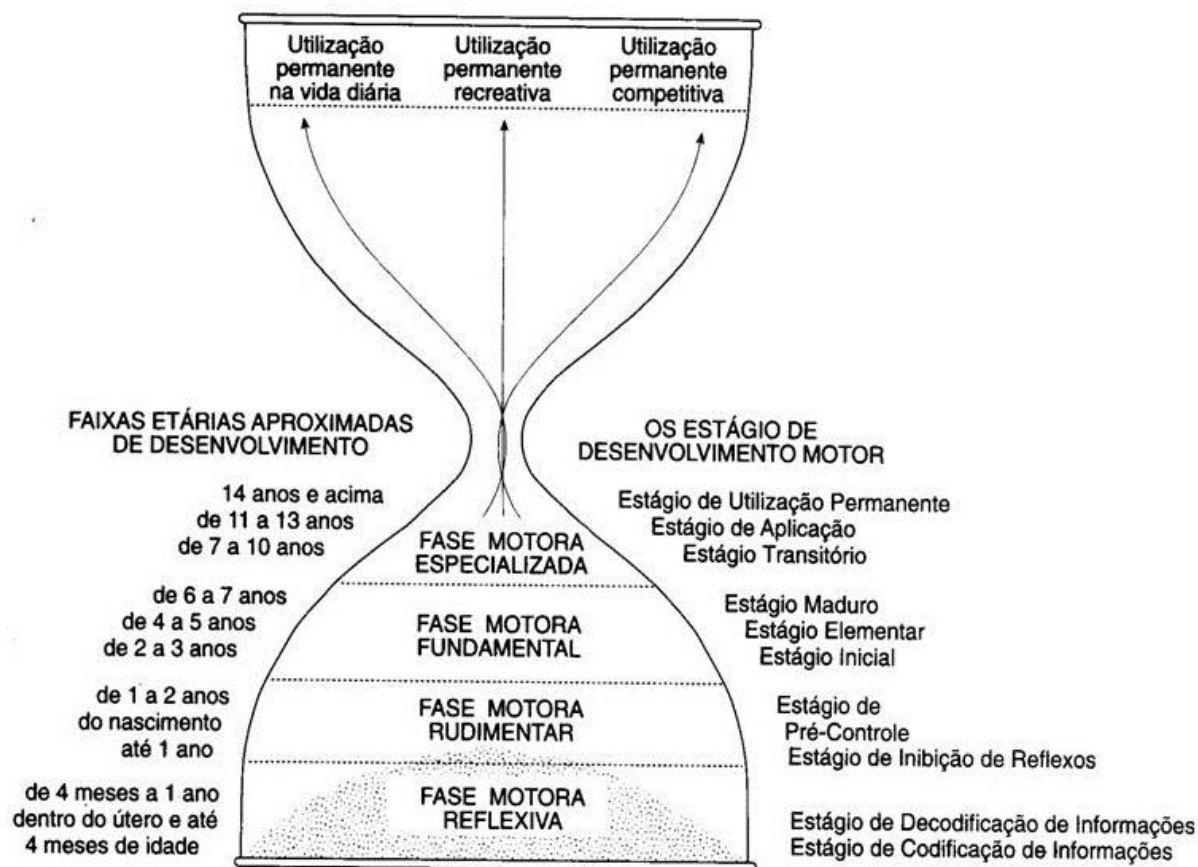 Utilização
permanente
na vida diária
Utilização
permanente
recreativa
Utilização
permanente
competitiva
FAIXAS ETÁRIAS APROXIMADAS
DE DESENVOLVIMENTO
OS ESTÁGIO DE
DESENVOLVIMENTO MOTOR
14 anos e acima
de 11 a 13 anos
de 7 a 10 anos
FASE MOTORA
ESPECIALIZADA
Estágio de Utilização Permanente
Estágio de Aplicação
Estágio Transitório
de 6 a 7 anos
de 4 a 5 anos
de 2 a 3 anos
FASE MOTORA
FUNDAMENTAL
Estágio Maduro
Estágio Elementar
Estágio Inicial
de 1 a 2 anos
do nascimento
até 1 ano
FASE MOTORA
RUDIMENTAR
Estágio de
Pré-Controle
Estágio de Inibição de Reflexos
de 4 meses a 1 ano
dentro do útero e até
4 meses de idade
FASE MOTORA
REFLEXIVA
Estágio de Decodificação de Informações
Estágio de Codificação de Informações